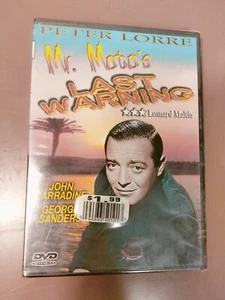 PETER LORRE
Mr. Moto's
LAST
WARNING
Leonard Maltin
JOHN
CARRADINE
$1.99
GEORGE
SANDERS
DVD